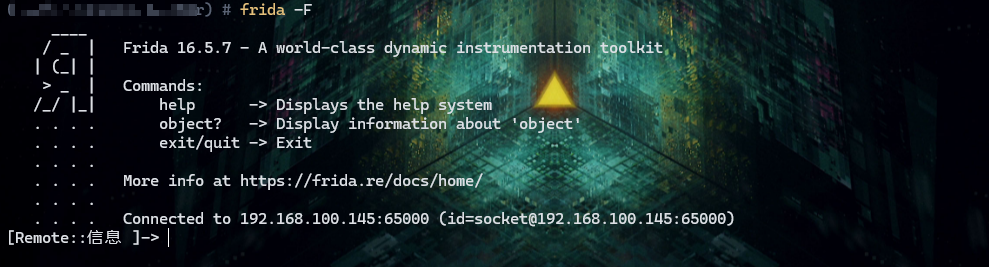 r) # frida -F
Frida 16.5.7 - A world-class dynamic instrumentation toolkit
Commands:
help -> Displays the help system
object? -> Display information about 'object'
exit/quit -> Exit
More info at https://frida.re/docs/home/
Connected to 192.168.100.145:65000 (id=socket@192.168.100.145:65000)
[Remote::信息 ]->